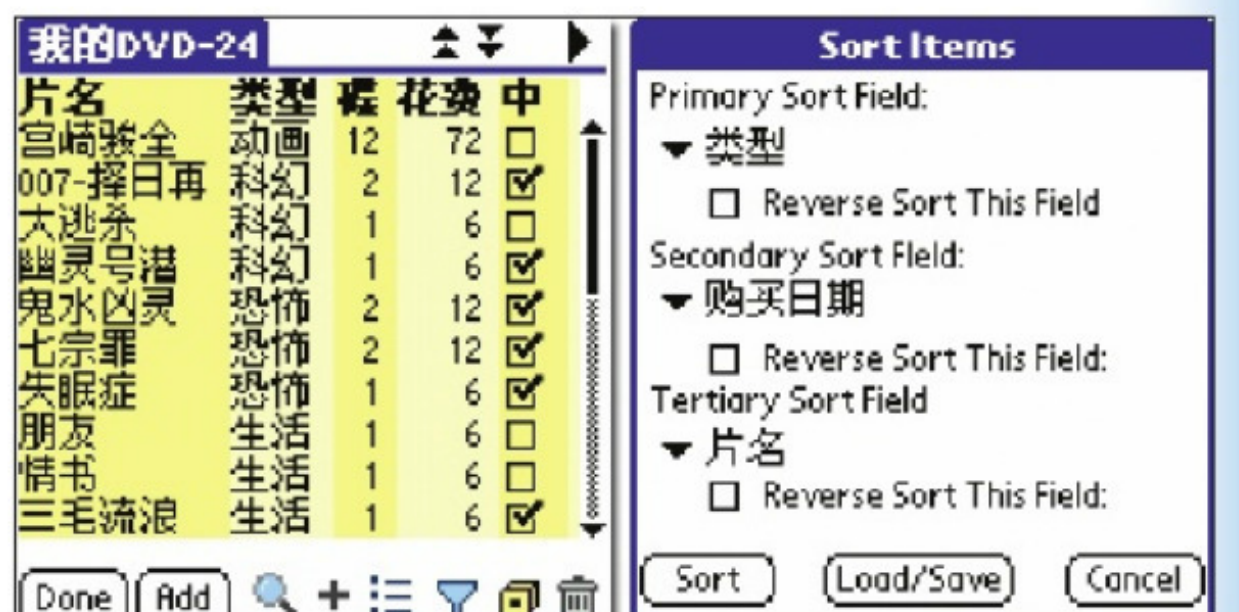 我的DVD-24
片名 类型 碟 花费 中
宫崎骏全 动画 12 72
007-择日再 科幻 2 12
大逃杀 科幻 1 6
幽灵号潜 科幻 1 6
鬼水凶灵 恐怖 2 12
七宗罪 恐怖 2 12
失眠症 恐怖 1 6
朋友 生活 1 6
情书 生活 1 6
三毛流浪 生活 1 6
Done Add
Sort Items
Primary Sort Field:
类型
Reverse Sort This Field
Secondary Sort Field:
购买日期
Reverse Sort This Field:
Tertiary Sort Field
片名
Reverse Sort This Field:
Sort Load/Save Cancel